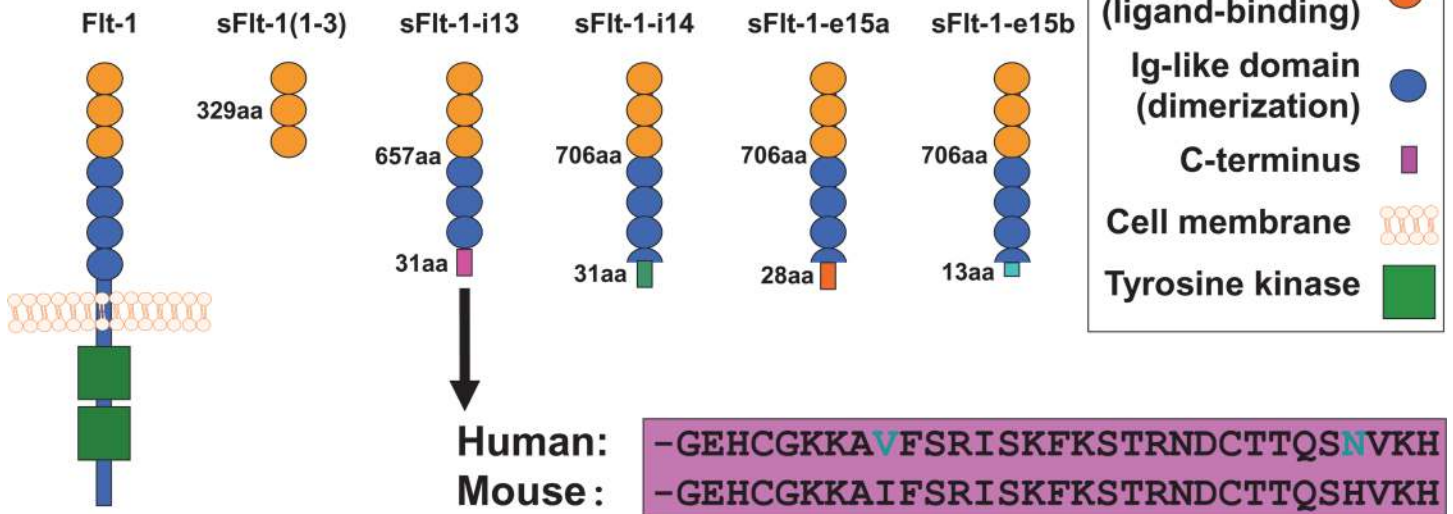 Flt-1 sFlt-1(1-3) sFlt-1-i13 sFlt-1-i14 sFlt-1-e15a sFlt-1-e15b
(ligand-binding)
Ig-like domain
(dimerization)
C-terminus
Cell membrane
Tyrosine kinase
329aa
657aa 706aa 706aa 706aa
31aa 31aa 28aa 13aa
Human: -GEHCGKKAVFSRISKFKSTRNDCTTQSNVKH
Mouse: -GEHCGKKAIFSRISKFKSTRNDCTTQSHVKH